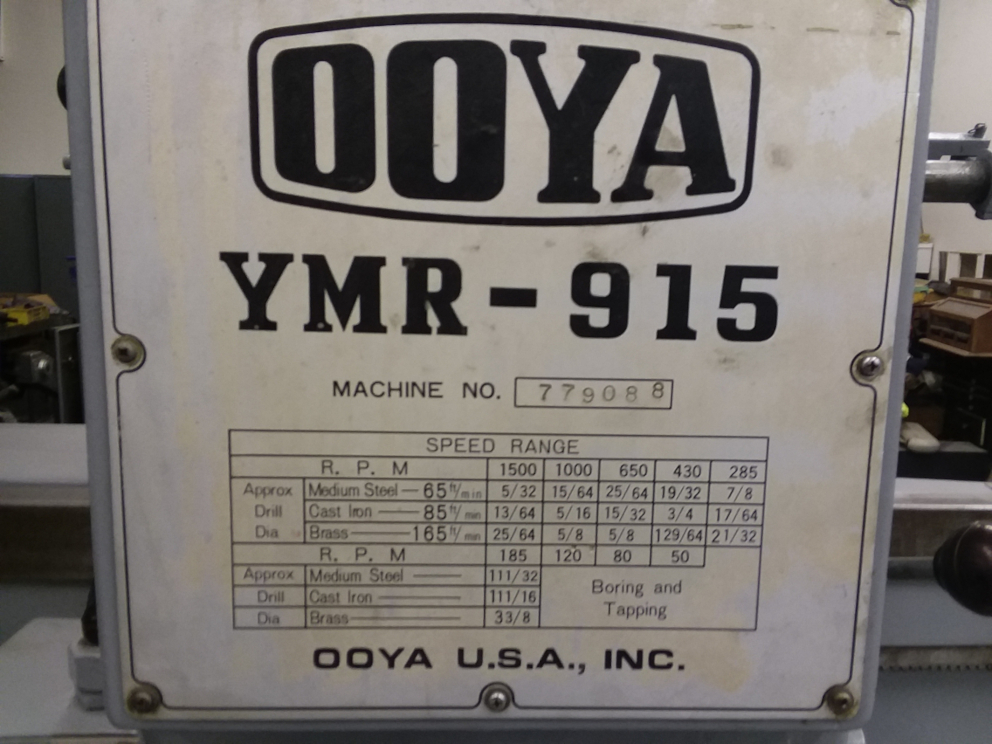 OOYA
YMR-915
MACHINE NO. 779088
SPEED RANGE
R. P. M 1500 1000 650 430 285
Approx Drill Dia
Medium Steel — 65 ft/min 5/32 15/64 25/64 19/32 7/8
Cast Iron — 85 ft/min 13/64 5/16 15/32 3/4 17/64
Brass — 165 ft/min 25/64 5/8 5/8 129/64 21/32
R. P. M 185 120 80 50
Approx Drill Dia
Medium Steel — 111/32
Cast Iron — 111/16
Brass — 33/8
Boring and
Tapping
OOYA U.S.A., INC.